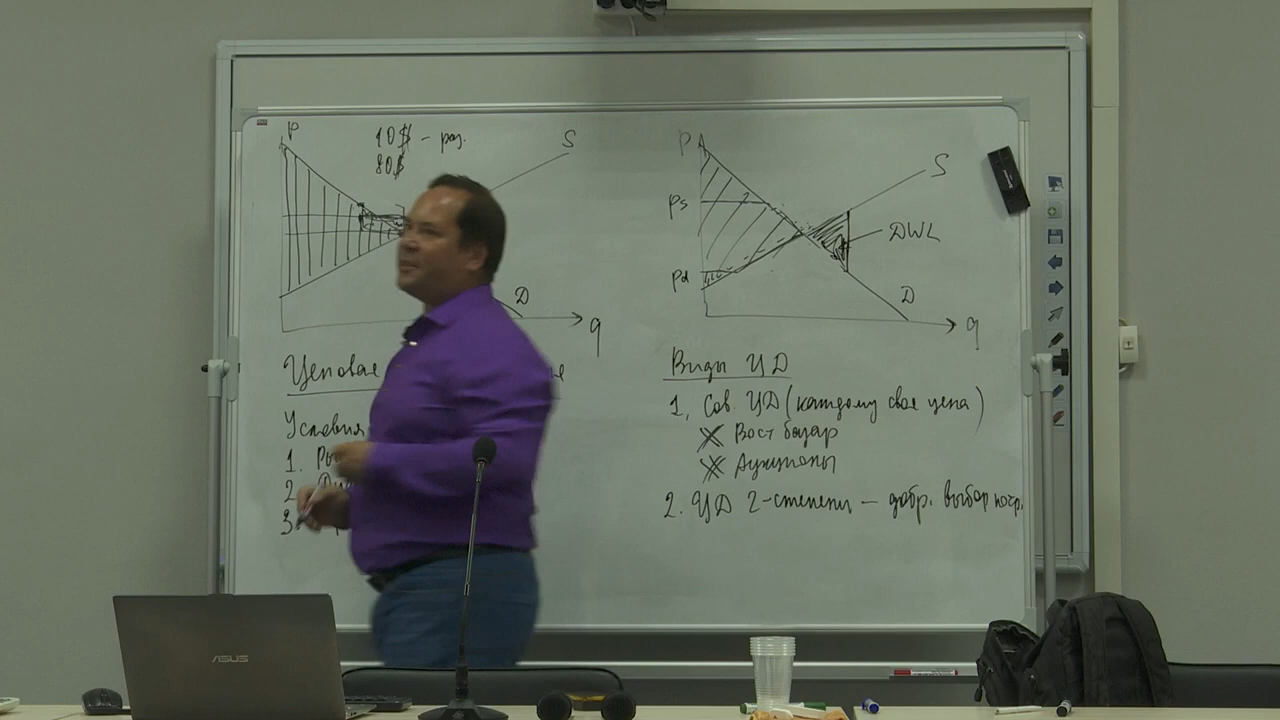 P
10$ - раз.
80$
S
D
q
Ценовая
Условия
1.
2.
3.
P
Ps
Pd
S
DWL
D
q
Виды ЦД
1, Сов. ЦД (каждому своя цена)
Вост базар
Аукционы
2. ЦД 2-степени — добр. выбор потр.
ASUS